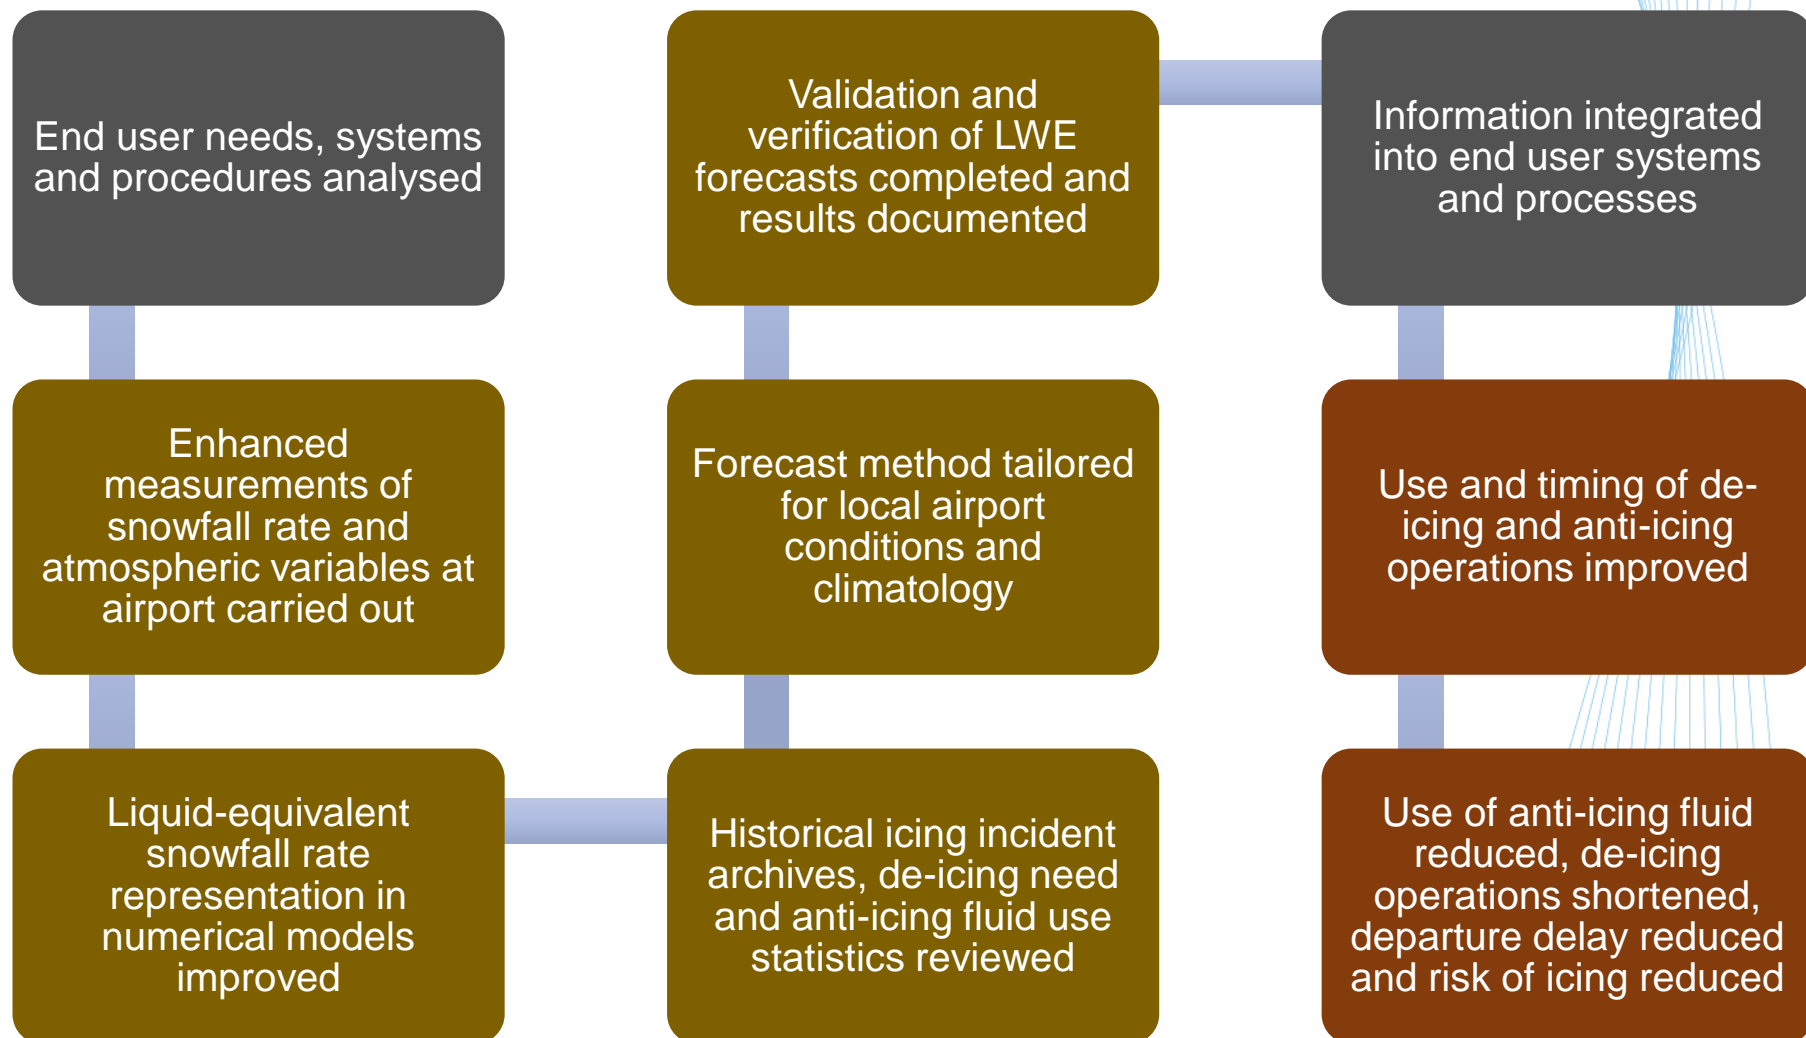 End user needs, systems
and procedures analysed
Enhanced
measurements of
snowfall rate and
atmospheric variables at
airport carried out
Liquid-equivalent
snowfall rate
representation in
numerical models
improved
Historical icing incident
archives, de-icing need
and anti-icing fluid use
statistics reviewed
Forecast method tailored
for local airport
conditions and
climatology
Validation and
verification of LWE
forecasts completed and
results documented
Information integrated
into end user systems
and processes
Use and timing of de-
icing and anti-icing
operations improved
Use of anti-icing fluid
reduced, de-icing
operations shortened,
departure delay reduced
and risk of icing reduced